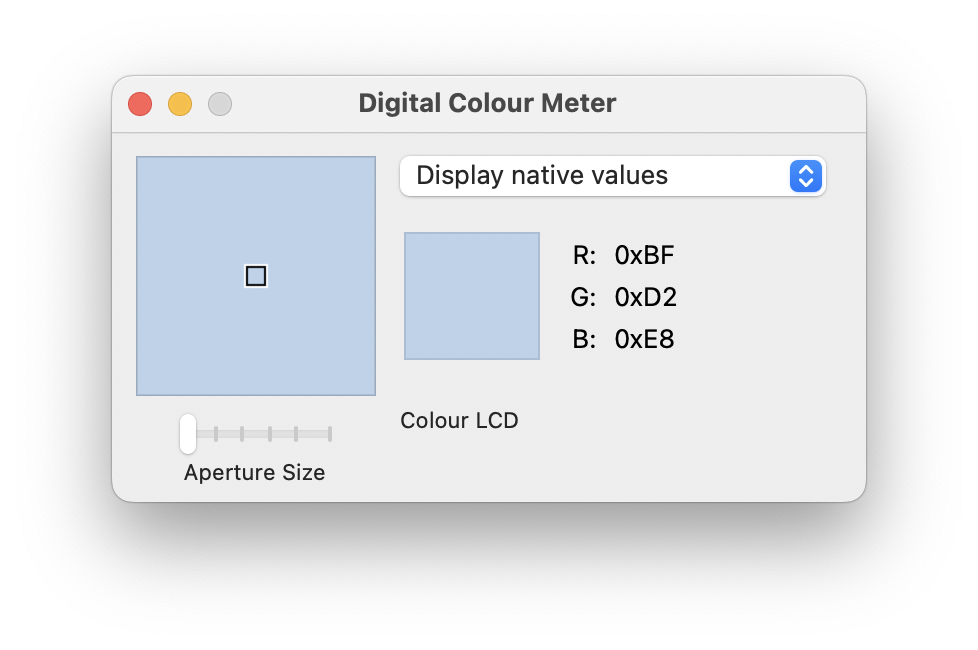 Digital Colour Meter
Display native values
R: 0xBF
G: 0xD2
B: 0xE8
Colour LCD
Aperture Size